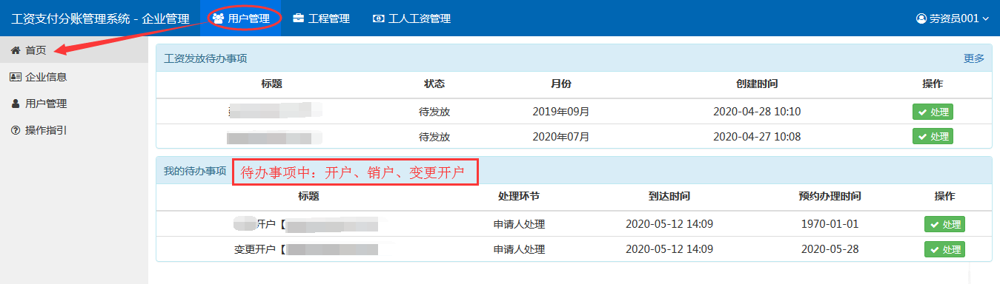 工资支付分账管理系统 - 企业管理 用户管理 工程管理 工人工资管理 劳资员001
首页
企业信息
用户管理
操作指引
工资发放待办事项 更多
标题 状态 月份 创建时间 操作
待发放 2019年09月 2020-04-28 10:10 处理
待发放 2020年07月 2020-04-27 10:08 处理
我的待办事项 待办事项中：开户、销户、变更开户
标题 处理环节 到达时间 预约办理时间 操作
开户【 申请人处理 2020-05-12 14:09 1970-01-01 处理
变更开户【 申请人处理 2020-05-12 14:09 2020-05-28 处理